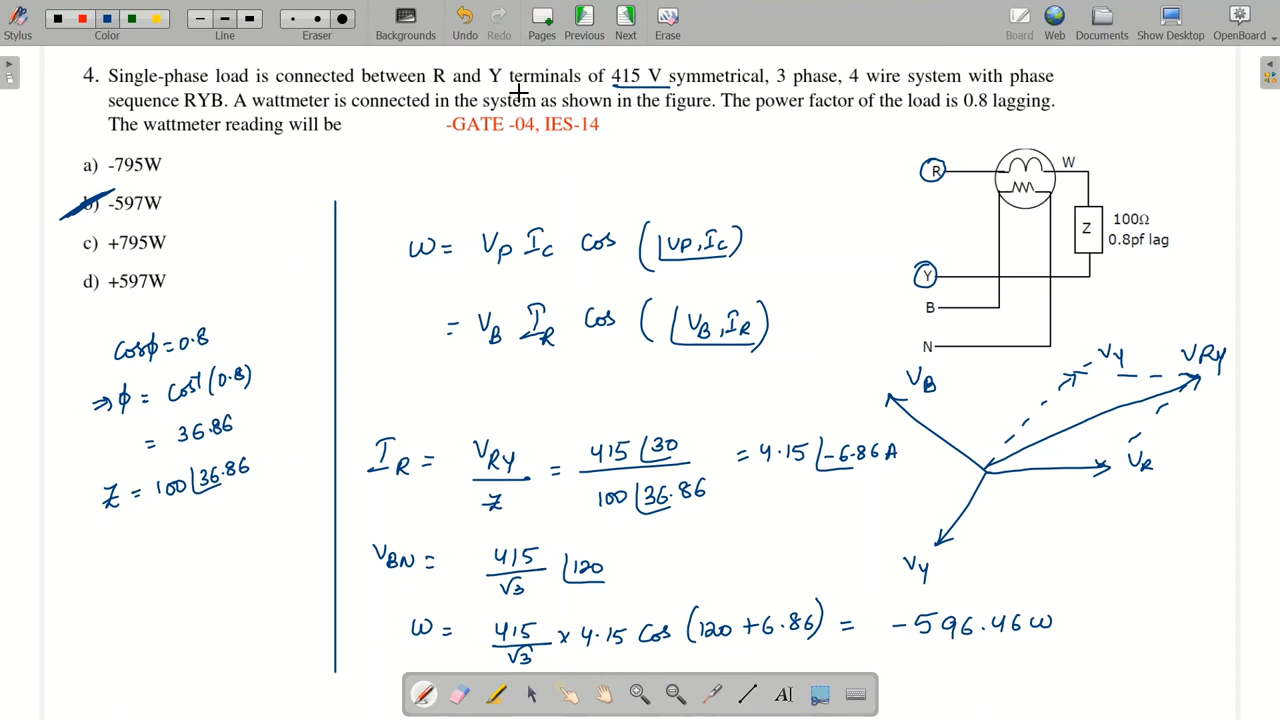 Stylus Color Line Eraser Backgrounds Undo Redo Pages Previous Next Erase Board Web Documents Show Desktop OpenBoard
4. Single-phase load is connected between R and Y terminals of 415 V symmetrical, 3 phase, 4 wire system with phase
sequence RYB. A wattmeter is connected in the system as shown in the figure. The power factor of the load is 0.8 lagging.
The wattmeter reading will be -GATE -04, IES-14
a) -795W
b) -597W
c) +795W
d) +597W
cosϕ = 0.8
⇒ ϕ = cos⁻¹(0.8)
= 36.86
Z = 100∠36.86
W = VP IC cos (∠VP, IC)
= VB IR cos (∠VB, IR)
IR = VRY / Z = 415∠30 / 100∠36.86 = 4.15∠-6.86 A
VBN = 415/√3 ∠120
W = 415/√3 × 4.15 cos (120 + 6.86) = -596.46 W
R
W
Z
100Ω
0.8pf lag
Y
B
N
-VY
VRY
VB
VR
VY
AI